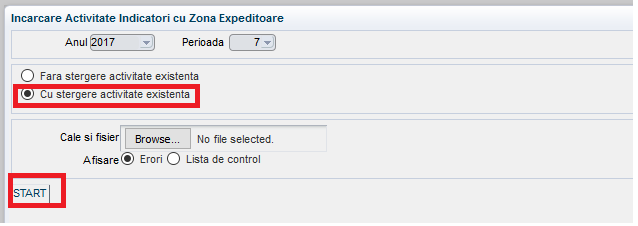 Incarcare Activitate Indicatori cu Zona Expeditoare
Anul 2017 Perioada 7
Fara stergere activitate existenta
Cu stergere activitate existenta
Cale si fisier Browse... No file selected.
Afisare Erori Lista de control
START